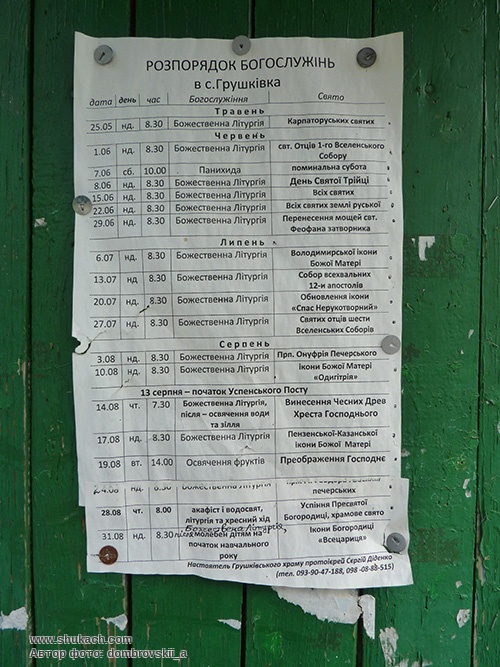 РОЗПОРЯДОК БОГОСЛУЖІНЬ
в с.Грушківка
дата день час Богослужіння Свято
Травень
25.05 нд. 8.30 Божественна Літургія Карпаторуських святих
Червень
1.06 нд. 8.30 Божественна Літургія свт. Отців 1-го Вселенського
Собору
7.06 сб. 10.00 Панихида поминальна субота
8.06 нд. 8.30 Божественна Літургія День Святої Трійці
15.06 нд. 8.30 Божественна Літургія Всіх святих
22.06 нд. 8.30 Божественна Літургія Всіх святих землі руської
29.06 нд. 8.30 Божественна Літургія Перенесення мощей свт.
Феофана затворника
Липень
6.07 нд. 8.30 Божественна Літургія Володимирської ікони
Божої Матері
13.07 нд. 8.30 Божественна Літургія Собор всехвальних
12-и апостолів
20.07 нд. 8.30 Божественна Літургія Обновлення ікони
«Спас Нерукотворний»
27.07 нд. 8.30 Божественна Літургія Святих отців шести
Вселенських Соборів
Серпень
3.08 нд. 8.30 Божественна Літургія Прп. Онуфрія Печерського
10.08 нд. 8.30 Божественна Літургія ікони Божої Матері
«Одигітрія»
13 серпня – початок Успенського Посту
14.08 чт. 7.30 Божественна Літургія,
після – освячення води
та зілля Винесення Чесних Древ
Хреста Господнього
17.08 нд. 8.30 Божественна Літургія Пензенської-Казанської
ікони Божої Матері
19.08 вт. 14.00 Освячення фруктів Преображення Господнє
24.08 нд. 8.30 Божественна Літургія
печерських
28.08 чт. 8.00 акафіст і водосвят,
літургія та хресний хід Успіння Пресвятої
Богородиці, храмове свято
Божествена Літургія,
31.08 нд. 8.30 після молебен дітям на
початок навчального
року Ікони Богородиці
«Всецариця»
Настоятель Грушківського храму протоієрей Сергій Діденко
(тел. 093-90-47-188, 098-08-88-515)
www.shukach.com
Автор фото: dombrovskii_a